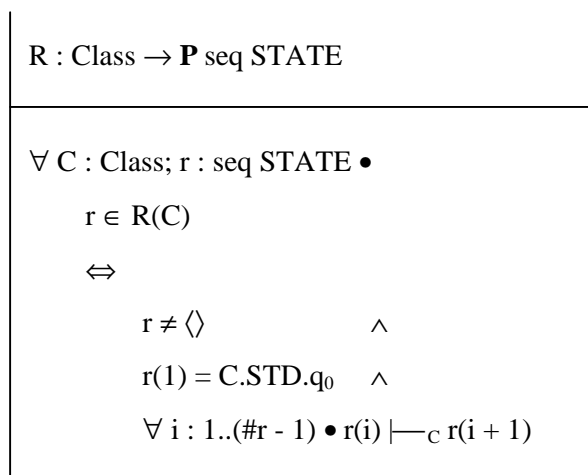 R : Class → P seq STATE
∀ C : Class; r : seq STATE •
r ∈ R(C)
⇔
r ≠ ⟨⟩ ∧
r(1) = C.STD.q₀ ∧
∀ i : 1..(#r - 1) • r(i) |—C r(i + 1)